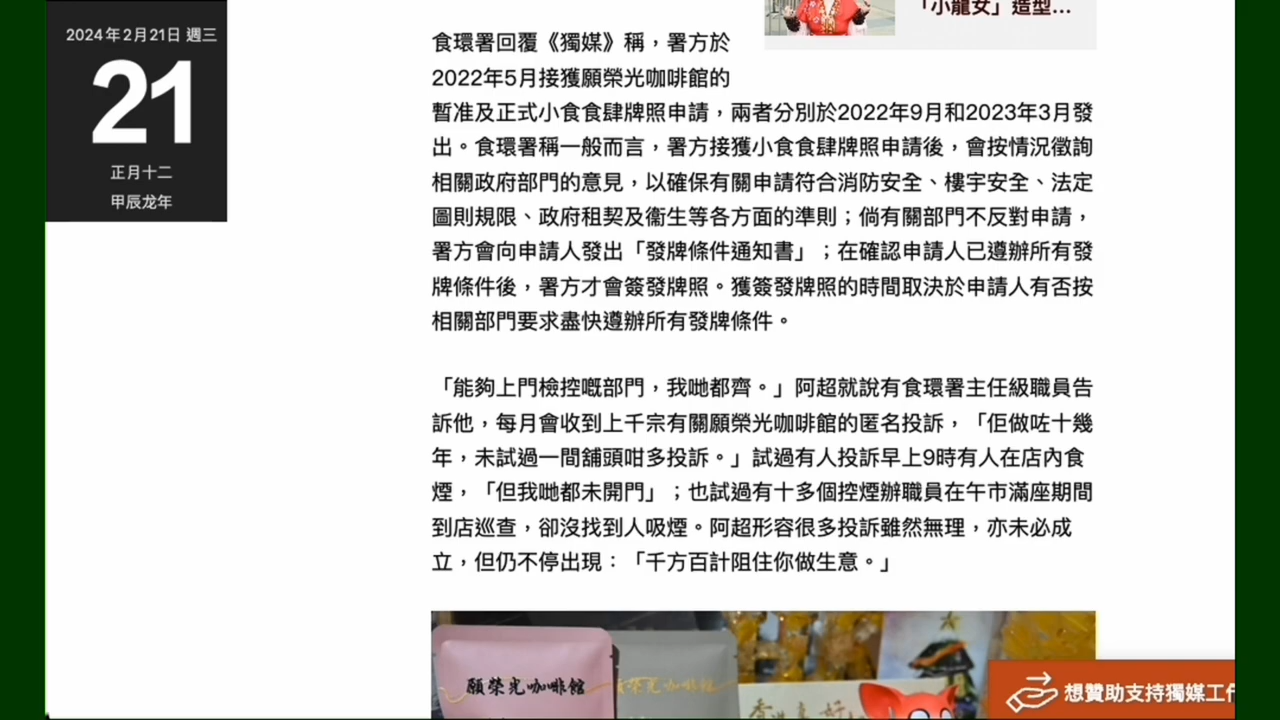 2024年2月21日 週三
21
正月十二
甲辰龙年
「小龍女」造型...
食環署回覆《獨媒》稱，署方於
2022年5月接獲願榮光咖啡館的
暫准及正式小食食肆牌照申請，兩者分別於2022年9月和2023年3月發
出。食環署稱一般而言，署方接獲小食食肆牌照申請後，會按情況徵詢
相關政府部門的意見，以確保有關申請符合消防安全、樓宇安全、法定
圖則規限、政府租契及衞生等各方面的準則；倘有關部門不反對申請，
署方會向申請人發出「發牌條件通知書」；在確認申請人已遵辦所有發
牌條件後，署方才會簽發牌照。獲簽發牌照的時間取決於申請人有否按
相關部門要求盡快遵辦所有發牌條件。
「能夠上門檢控嘅部門，我哋都齊。」阿超就說有食環署主任級職員告
訴他，每月會收到上千宗有關願榮光咖啡館的匿名投訴，「佢做咗十幾
年，未試過一間舖頭咁多投訴。」試過有人投訴早上9時有人在店內食
煙，「但我哋都未開門」；也試過有十多個控煙辦職員在午市滿座期間
到店巡查，卻沒找到人吸煙。阿超形容很多投訴雖然無理，亦未必成
立，但仍不停出現：「千方百計阻住你做生意。」
願榮光咖啡館
願榮光咖啡館
想贊助支持獨媒工作